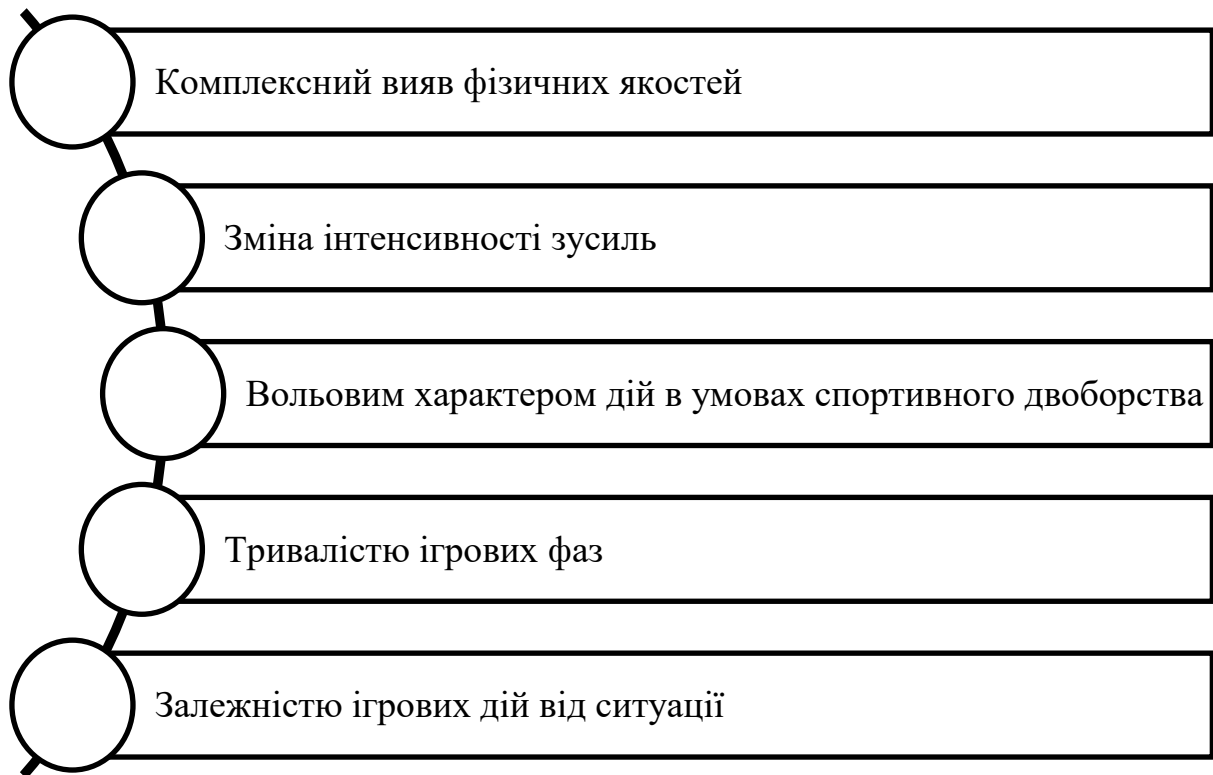 Комплексний вияв фізичних якостей
Зміна інтенсивності зусиль
Вольовим характером дій в умовах спортивного двоборства
Тривалістю ігрових фаз
Залежністю ігрових дій від ситуації